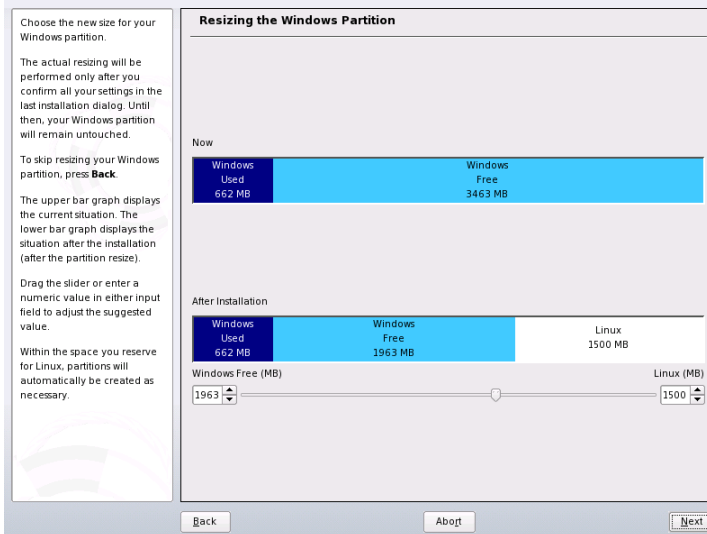 Choose the new size for your
Windows partition.
The actual resizing will be
performed only after you
confirm all your settings in the
last installation dialog. Until
then, your Windows partition
will remain untouched.
To skip resizing your Windows
partition, press Back.
The upper bar graph displays
the current situation. The
lower bar graph displays the
situation after the installation
(after the partition resize).
Drag the slider or enter a
numeric value in either input
field to adjust the suggested
value.
Within the space you reserve
for Linux, partitions will
automatically be created as
necessary.
Resizing the Windows Partition
Now
Windows
Used
662 MB
Windows
Free
3463 MB
After Installation
Windows
Used
662 MB
Windows
Free
1963 MB
Linux
1500 MB
Windows Free (MB)
Linux (MB)
1963
1500
Back
Abort
Next